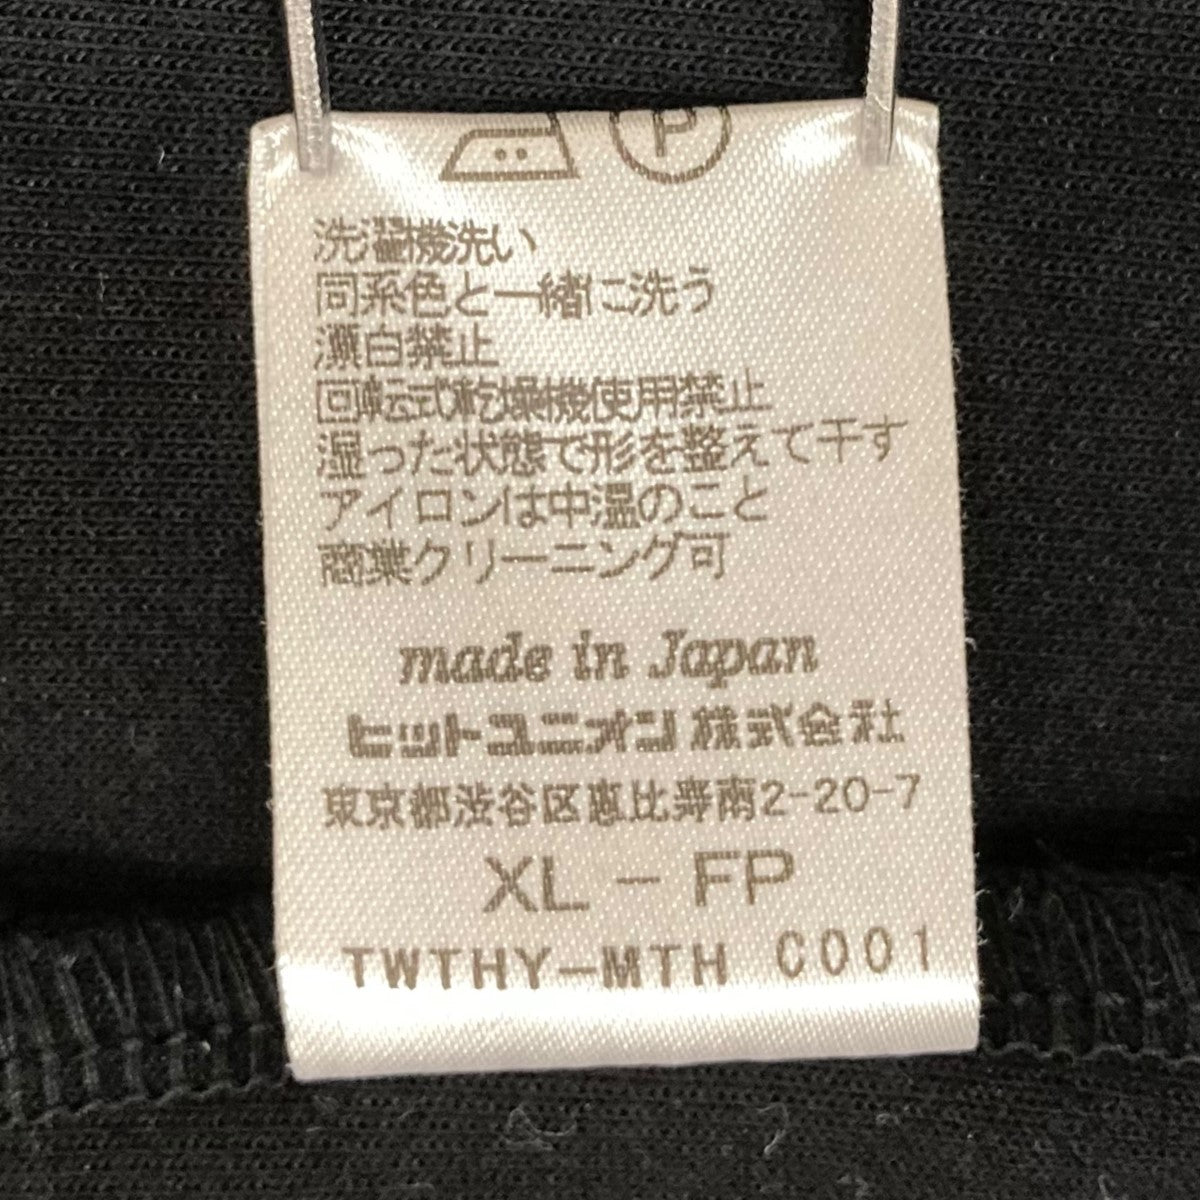 P
洗濯機洗い
同系色と一緒に洗う
漂白禁止
回転式乾燥機使用禁止
湿った状態で形を整えて干す
アイロンは中温のこと
商業クリーニング可
made in Japan
ヒットユニオン株式会社
東京都渋谷区恵比寿南2-20-7
XL - FP
TWTHY-MTH C001